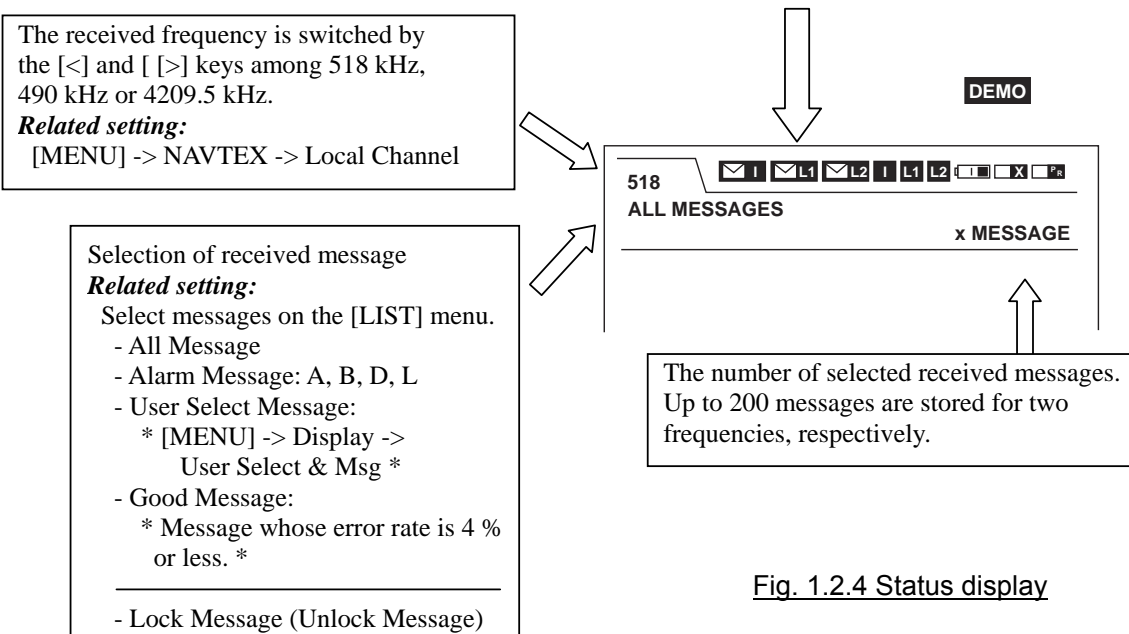 The received frequency is switched by
the [<] and [ [>] keys among 518 kHz,
490 kHz or 4209.5 kHz.
Related setting:
[MENU] -> NAVTEX -> Local Channel
DEMO
518
I L1 L2 I L1 L2 I X PR
ALL MESSAGES
x MESSAGE
Selection of received message
Related setting:
Select messages on the [LIST] menu.
- All Message
- Alarm Message: A, B, D, L
- User Select Message:
* [MENU] -> Display ->
User Select & Msg *
- Good Message:
* Message whose error rate is 4 %
or less. *
- Lock Message (Unlock Message)
The number of selected received messages.
Up to 200 messages are stored for two
frequencies, respectively.
Fig. 1.2.4 Status display